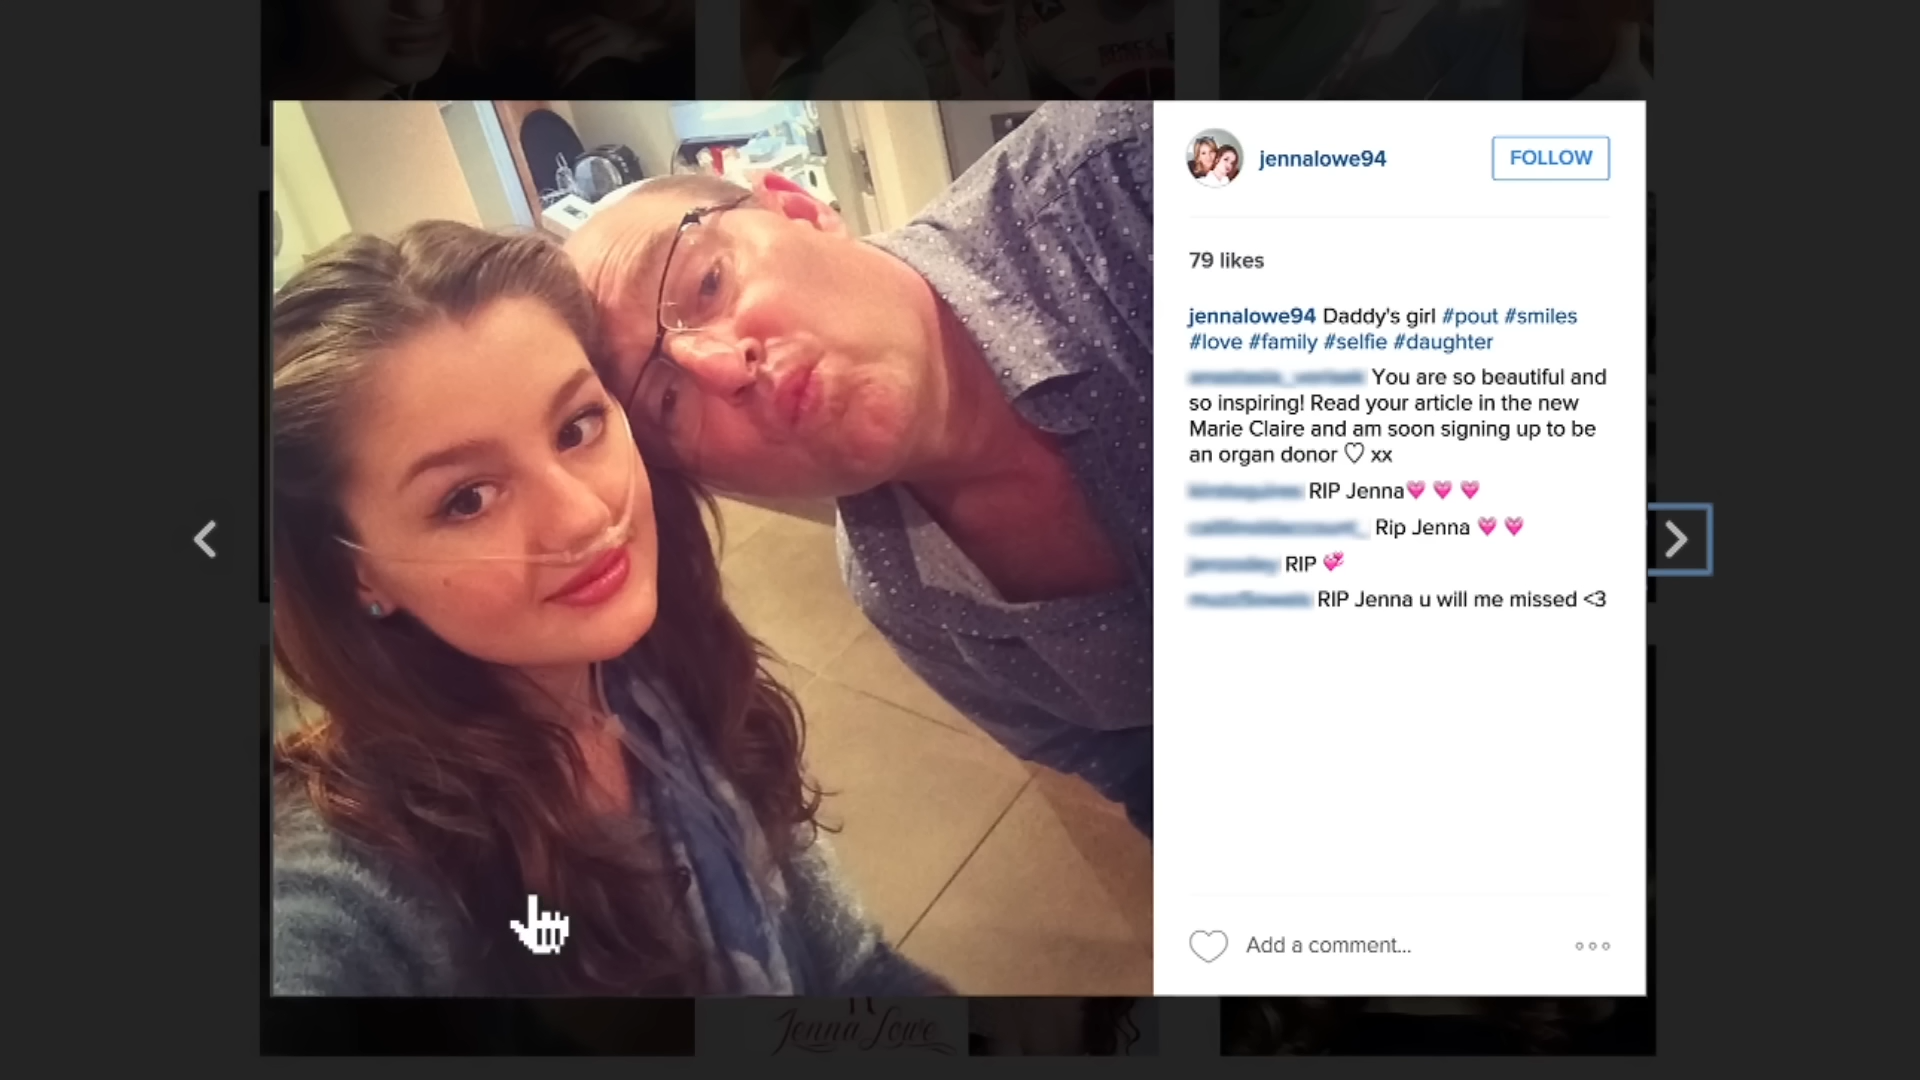 jennalowe94
FOLLOW
79 likes
jennalowe94 Daddy's girl #pout #smiles
#love #family #selfie #daughter
You are so beautiful and
so inspiring! Read your article in the new
Marie Claire and am soon signing up to be
an organ donor ♡ xx
RIP Jenna💗 💗 💗
Rip Jenna 💗 💗
RIP 💞
RIP Jenna u will me missed <3
Add a comment...
Jenna Lowe